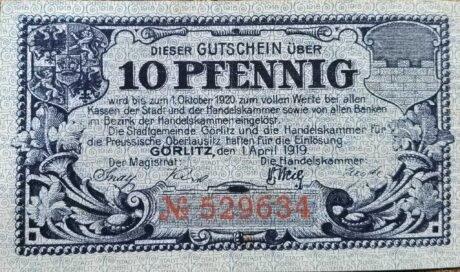 DIESER GUTSCHEIN ÜBER
10 PFENNIG
wird bis zum 1. Oktober 1920 zum vollen Werte bei allen
Kassen der Stadt und der Handelskammer sowie von allen Banken
im Bezirk der Handelskammer eingelöst.
Die Stadtgemeinde Görlitz und die Handelskammer für
die Preussische Oberlausitz haften für die Einlösung
GÖRLITZ, den 1. April 1919
Der Magistrat: Die Handelskammer:
№ 529634